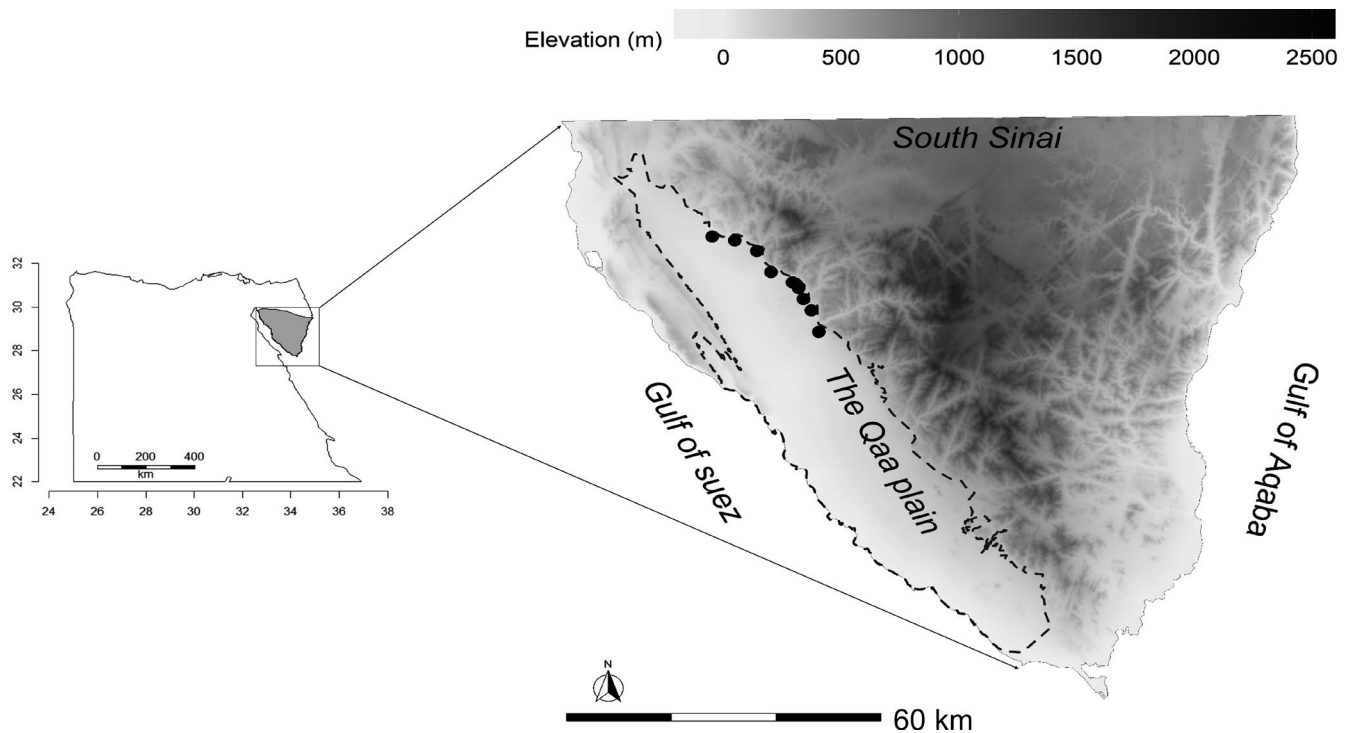 Elevation (m)
0 500 1000 1500 2000 2500
South Sinai
The Qaa plain
Gulf of suez
Gulf of Aqaba
32
30
28
26
24
22
0 200 400
km
24 26 28 30 32 34 36 38
N
60 km